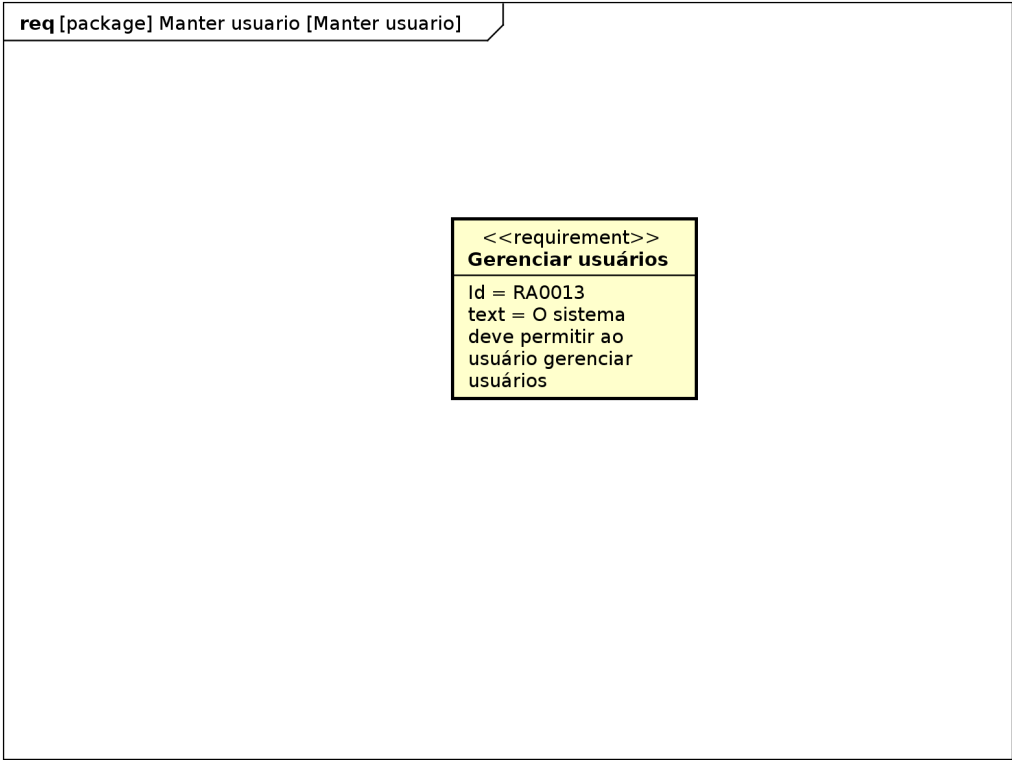 req [package] Manter usuario [Manter usuario]
<<requirement>>
Gerenciar usuários
Id = RA0013
text = O sistema
deve permitir ao
usuário gerenciar
usuários